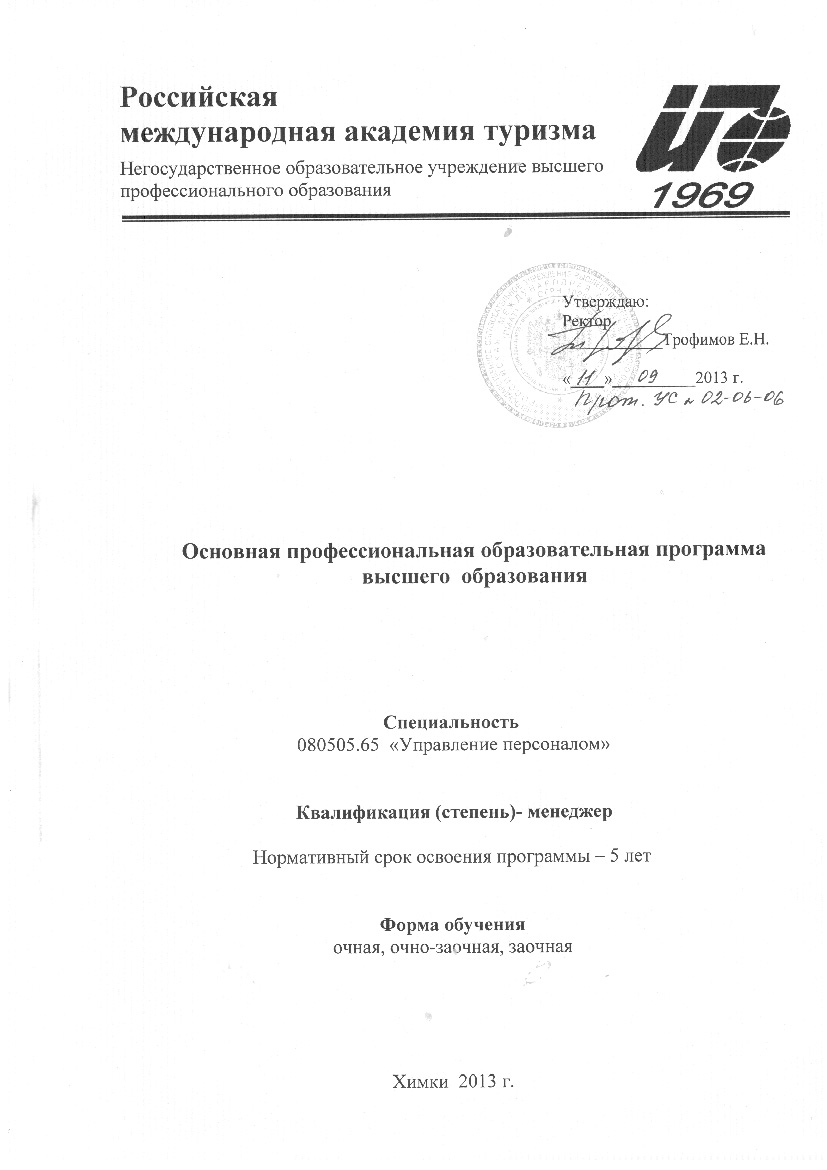 Российская
международная академия туризма
Негосударственное образовательное учреждение высшего
профессионального образования
1969
Утверждаю:
Ректор
Трофимов Е.Н.
« 11 » 09 2013 г.
Прот. УС № 02-06-06
Основная профессиональная образовательная программа
высшего образования
Специальность
080505.65 «Управление персоналом»
Квалификация (степень)- менеджер
Нормативный срок освоения программы – 5 лет
Форма обучения
очная, очно-заочная, заочная
Химки 2013 г.